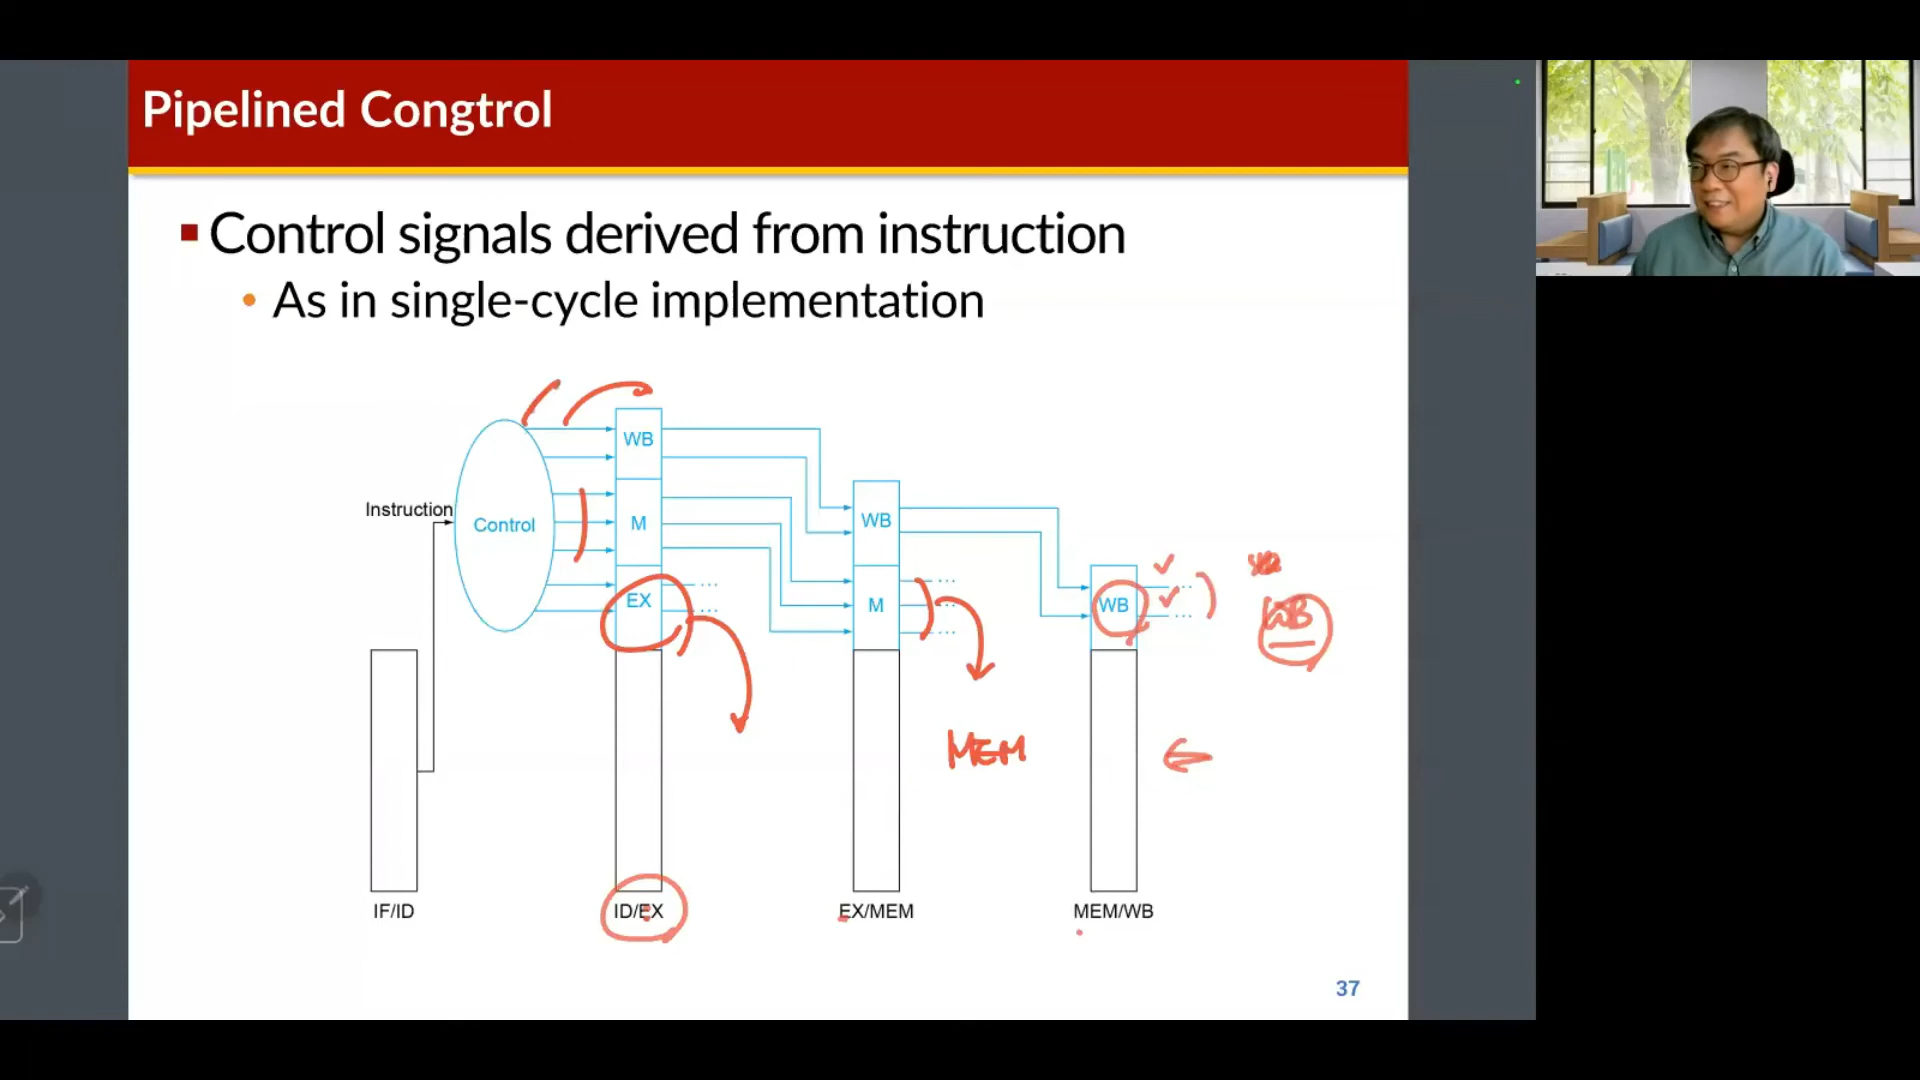 Pipelined Congtrol
Control signals derived from instruction
As in single-cycle implementation
WB
Instruction
Control
M
WB
EX
M
WB
WB
MEM
IF/ID
ID/EX
EX/MEM
MEM/WB
37